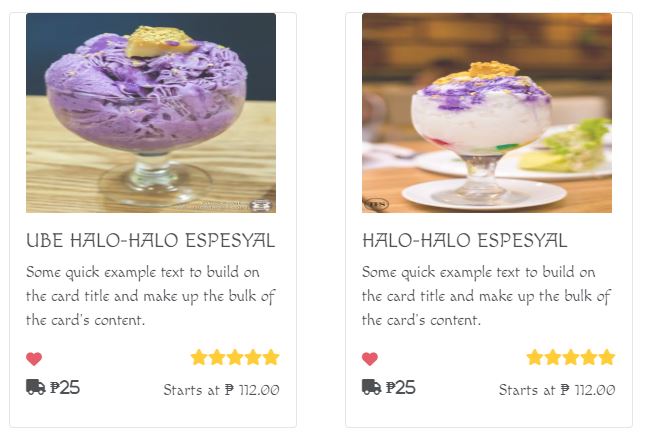 UBE HALO-HALO ESPESYAL
Some quick example text to build on
the card title and make up the bulk of
the card's content.
₱25
Starts at ₱ 112.00
HALO-HALO ESPESYAL
Some quick example text to build on
the card title and make up the bulk of
the card's content.
₱25
Starts at ₱ 112.00